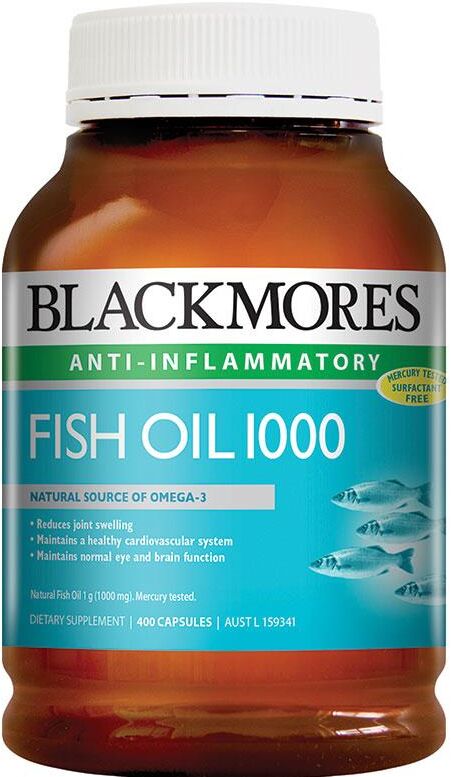 BLACKMORES
ANTI-INFLAMMATORY
MERCURY TESTED
SURFACTANT
FREE
FISH OIL 1000
NATURAL SOURCE OF OMEGA-3
• Reduces joint swelling
• Maintains a healthy cardiovascular system
• Maintains normal eye and brain function
Natural Fish Oil 1 g (1000 mg). Mercury tested.
DIETARY SUPPLEMENT | 400 CAPSULES | AUST L 159341